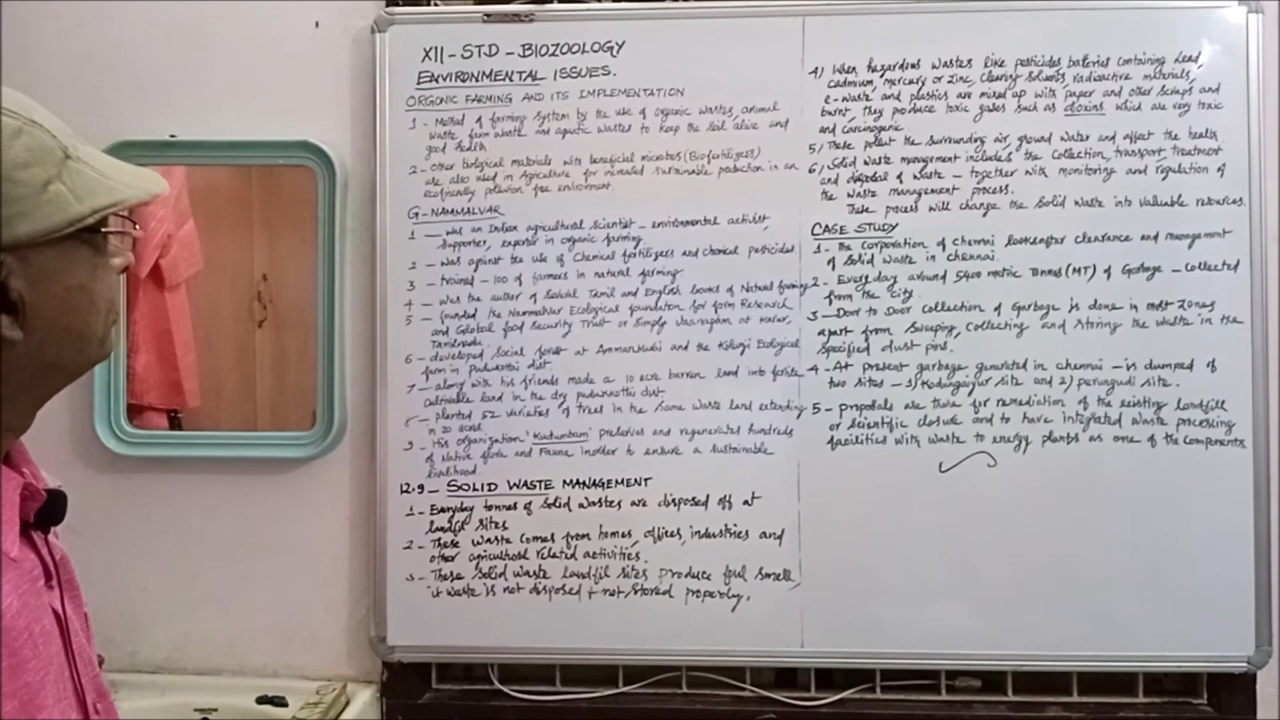 XII - STD - BIOZOOLOGY
ENVIRONMENTAL ISSUES.
ORGONIC FARMING AND ITS IMPLEMENTATION
1 - Method of farming system by the use of organic wastes, animal
waste, farm waste and aquatic wastes to keep the soil alive and
good health
2 - other biological materials with beneficial microbes (Biofertilizers)
are also used in Agriculture for increased sustainable production in an
ecofriently pollution free environment
G - NAMMALVAR
1 - was an Indian agricultural scientist - environmental activist,
supporter, experter in organic farming.
2 - was against the use of Chemical fertilizers and chemical pesticides
3 - trained - 100 of farmers in natural farming.
4 - was the author of several Tamil and English books of Natural farming
5 - founded the Nammalvar Ecological foundation for farm Research
and Global food Security Trust or simply Vaanagam at karur,
Tamilnadu.
6 - developed social forest at Ammankurai and the Kolunji Ecological
farm in Pudukottai dist.
7 - along with his friends made a 10 acre barren land into fertile
cultivable land in the dry pudukottai dist
8 - planted 52 varieties of trees in the same waste land extending
in 20 acres
9 - His organization 'Kudumbam' preserves and regenerates hundreds
of Native flora and Fauna inorder to ensure a sustainable
livelihood.
12.9 - SOLID WASTE MANAGEMENT
1 - Everyday tonnes of solid wastes are disposed off at
landfil sites
2 - These waste comes from homes, offices, industries and
other agricultural related activities.
3 - These solid waste landfil sites produce foul smell
if waste is not disposed & not stored properly.
4) When hazardous wastes like pesticides batteries containing Lead,
cadmium, mercury or zinc, cleaning solvents, radioactive materials,
e-waste and plastics are mixed up with paper and other scraps and
burnt, they produce toxic gases such as dioxins which are very toxic
and carcinogenic
5) These pollut the surrounding air, ground water and affect the health
6) Solid waste management includes the Collection, transport, treatment
and disposal of waste - together with monitoring and regulation of
the waste management process.
These process will change the solid waste into valuable resources
CASE STUDY
1 - The corporation of chennai looksafter clearance and management
of solid waste in chennai
2 - Every day around 5400 metric Tonnes (MT) of Garbage - collected
from the city
3 - Door to Door Collection of Garbage is done in most Zones
apart from sweeping, collecting and storing the waste in the
specified dust pins.
4 - At present garbage generated in chennai - is dumped of
two sites - 1) Kodungaiyur site and 2) perungudi site.
5 - proposals are there for remediation of the existing landfill
or scientific closure and to have integrated waste processing
facilities with waste to energy plants as one of the components